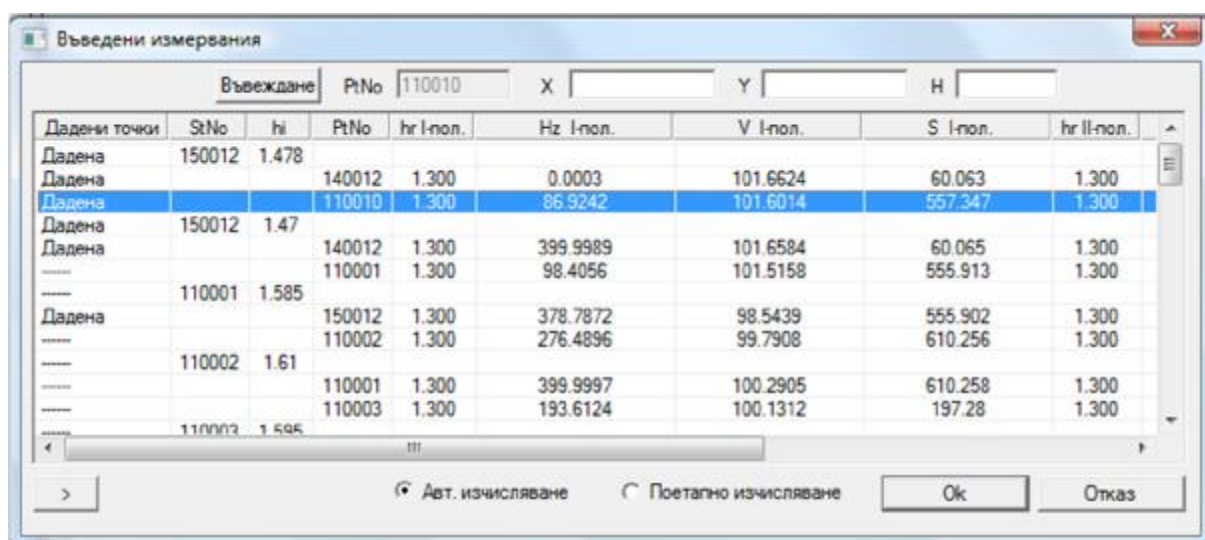 Въведени измервания
Въвеждане PtNo 110010 X Y H
Дадени точки StNo hi PtNo hr I-пол. Hz I-пол. V I-пол. S I-пол. hr II-пол.
Дадена 150012 1.478
Дадена 140012 1.300 0.0003 101.6624 60.063 1.300
Дадена 110010 1.300 86.9242 101.6014 557.347 1.300
Дадена 150012 1.47
Дадена 140012 1.300 399.9989 101.6584 60.065 1.300
------ 110001 1.300 98.4056 101.5158 555.913 1.300
------ 110001 1.585
Дадена 150012 1.300 378.7872 98.5439 555.902 1.300
------ 110002 1.300 276.4896 99.7908 610.256 1.300
------ 110002 1.61
------ 110001 1.300 399.9997 100.2905 610.258 1.300
------ 110003 1.300 193.6124 100.1312 197.28 1.300
------ 110003 1.595
> Авт. изчисляване Поетапно изчисляване Ok Отказ